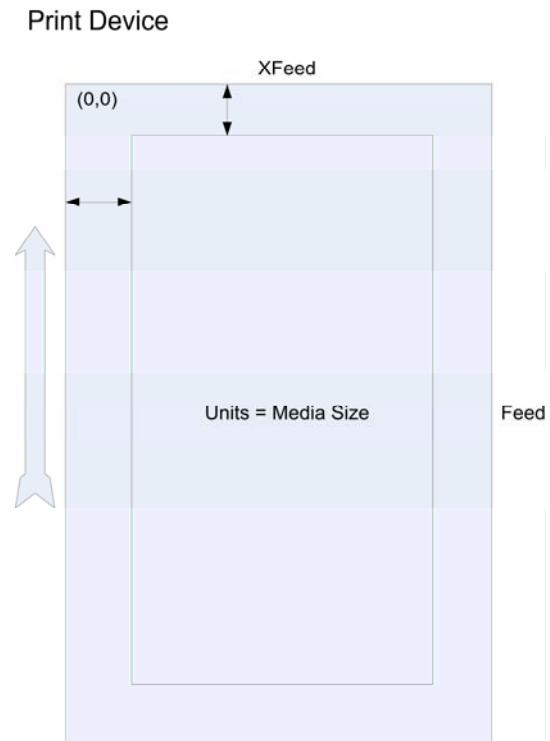 Print Device
XFeed
(0,0)
Units = Media Size
Feed